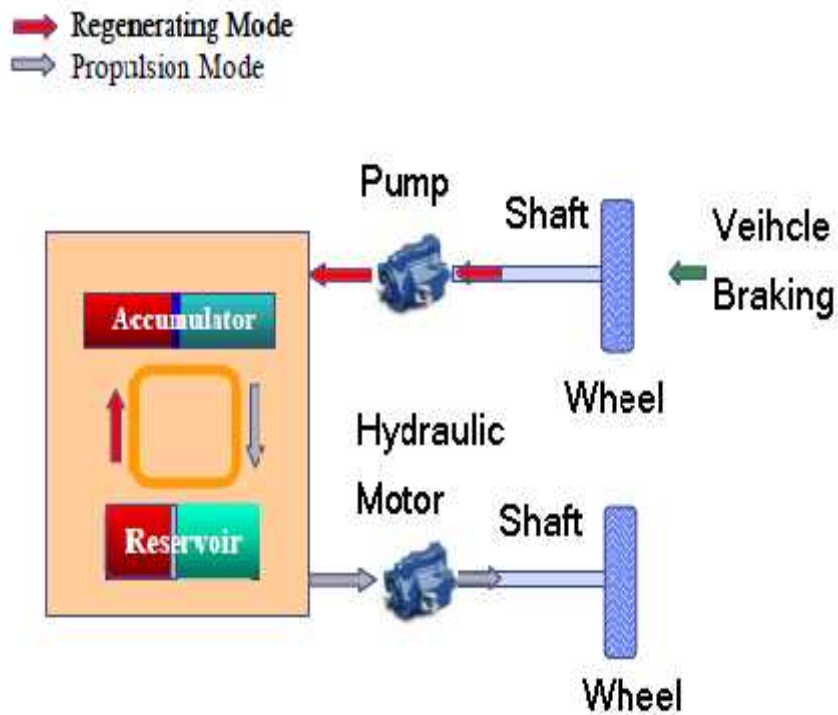 Regenerating Mode
Propulsion Mode
Pump
Shaft
Veihcle
Braking
Accumulator
Wheel
Hydraulic
Motor
Shaft
Reservoir
Wheel